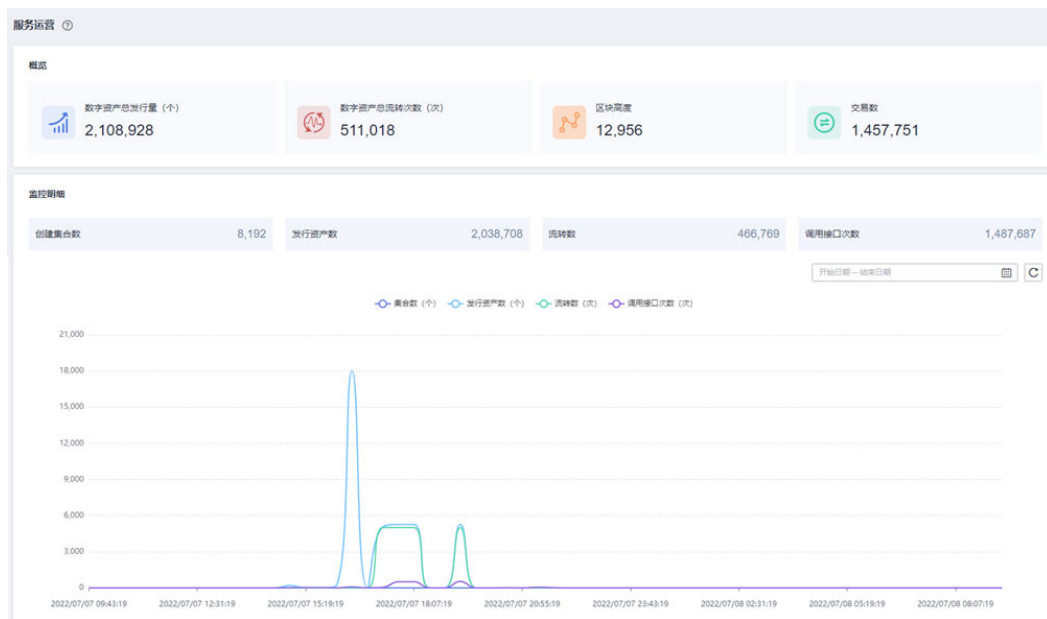 服务运营
概览
数字资产总发行量（个）
2,108,928
数字资产总流转次数（次）
511,018
区块高度
12,956
交易数
1,457,751
监控明细
创建集合数 8,192
发行资产数 2,038,708
流转数 466,769
调用接口次数 1,487,687
开始日期 – 结束日期
集合数（个） 发行资产数（个） 流转数（次） 调用接口次数（次）
21,000
18,000
15,000
12,000
9,000
6,000
3,000
0
2022/07/07 09:43:19 2022/07/07 12:31:19 2022/07/07 15:19:19 2022/07/07 18:07:19 2022/07/07 20:55:19 2022/07/07 23:43:19 2022/07/08 02:31:19 2022/07/08 05:19:19 2022/07/08 08:07:19